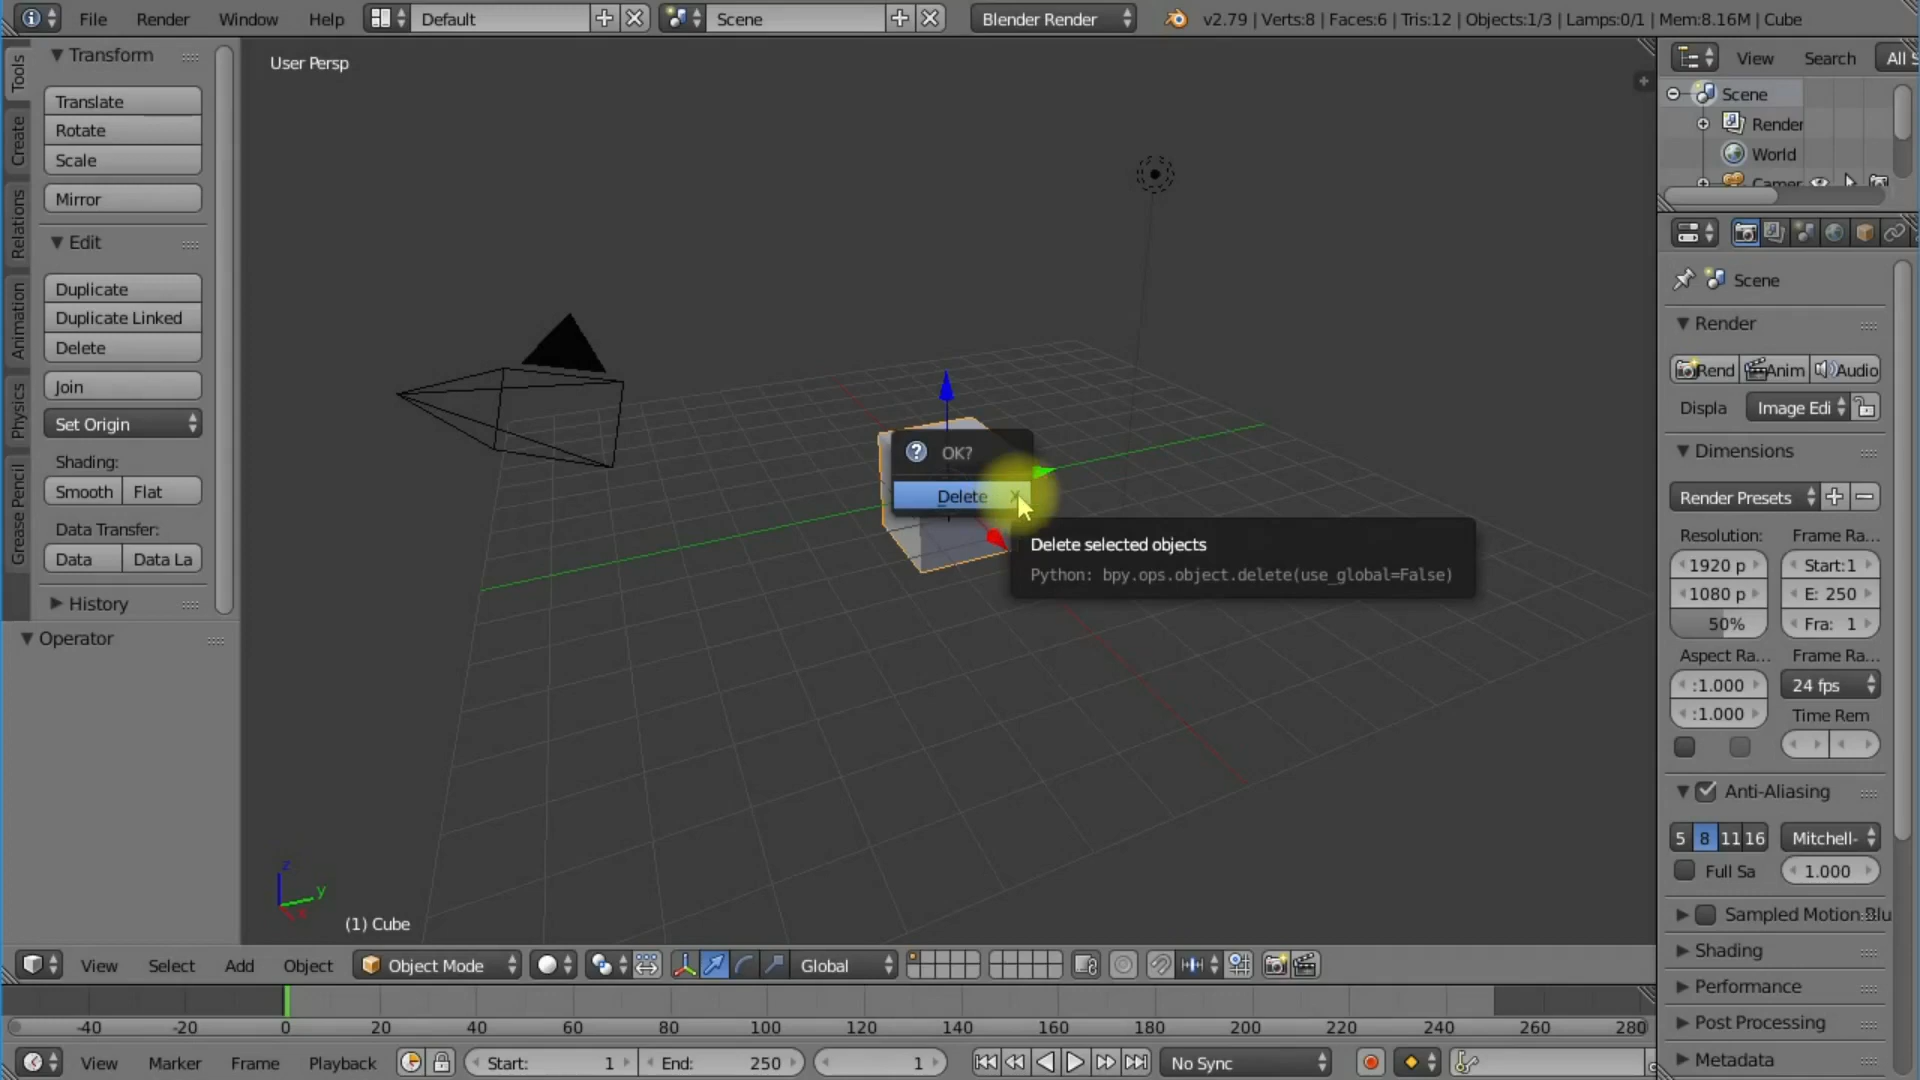 File Render Window Help Default Scene Blender Render v2.79 | Verts:8 | Faces:6 | Tris:12 | Objects:1/3 | Lamps:0/1 | Mem:8.16M | Cube
Tools
Create
Relations
Animation
Physics
Grease Pencil
Transform
Translate
Rotate
Scale
Mirror
Edit
Duplicate
Duplicate Linked
Delete
Join
Set Origin
Shading:
Smooth Flat
Data Transfer:
Data Data La
History
Operator
User Persp
OK?
Delete X
Delete selected objects
Python: bpy.ops.object.delete(use_global=False)
z
y
x
(1) Cube
View Search All S
Scene
Render
World
Camer
Scene
Render
Rend Anim Audio
Displa Image Edi
Dimensions
Render Presets
Resolution: Frame Ra...
1920 p Start:1
1080 p E: 250
50% Fra: 1
Aspect Ra... Frame Ra...
:1.000 24 fps
:1.000 Time Rem
Anti-Aliasing
5 8 11 16 Mitchell-
Full Sa 1.000
Sampled Motion Blu
Shading
Performance
Post Processing
Metadata
View Select Add Object Object Mode Global
-40 -20 0 20 40 60 80 100 120 140 160 180 200 220 240 260 280
View Marker Frame Playback Start: 1 End: 250 1 No Sync